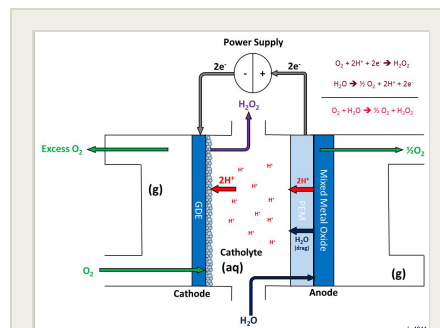 Power Supply
2e⁻
- +
2e⁻
O₂ + 2H⁺ + 2e⁻ → H₂O₂
H₂O → ½ O₂ + 2H⁺ + 2e⁻
O₂ + H₂O → ½ O₂ + H₂O₂
H₂O₂
Excess O₂
½O₂
(g)
GDE
2H⁺
H⁺
H⁺
H⁺
H⁺
H⁺
H⁺
H⁺
H⁺
H⁺
H⁺
2H⁺
PEM
Mixed Metal Oxide
H₂O
(drag)
Catholyte
(aq)
(g)
O₂
Cathode
Anode
H₂O